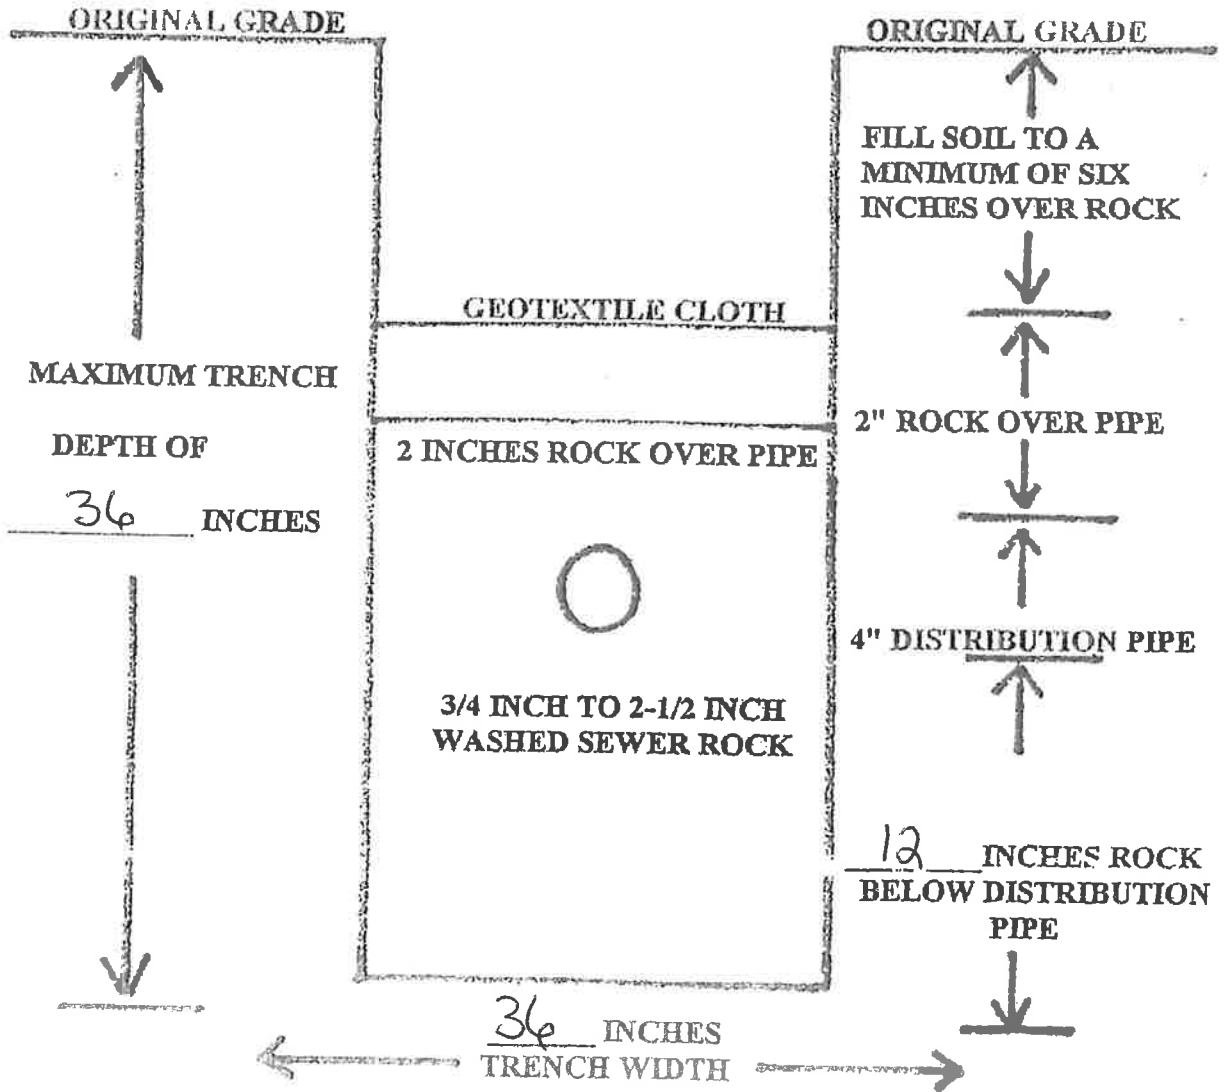 ORIGINAL GRADE
ORIGINAL GRADE
FILL SOIL TO A
MINIMUM OF SIX
INCHES OVER ROCK
GEOTEXTILE CLOTH
MAXIMUM TRENCH
DEPTH OF
36 INCHES
2" ROCK OVER PIPE
2 INCHES ROCK OVER PIPE
4" DISTRIBUTION PIPE
3/4 INCH TO 2-1/2 INCH
WASHED SEWER ROCK
12 INCHES ROCK
BELOW DISTRIBUTION
PIPE
36 INCHES
TRENCH WIDTH